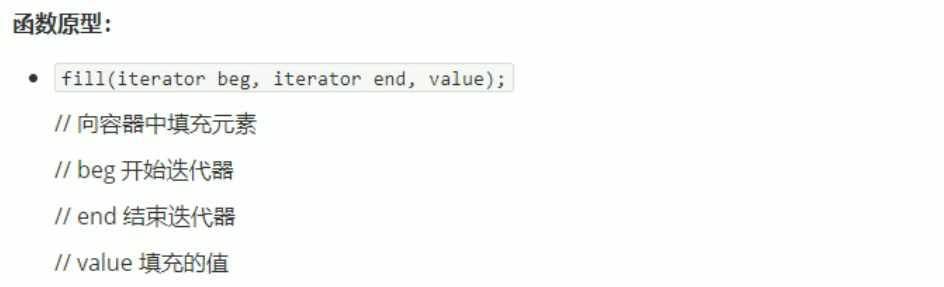 函数原型：
• fill(iterator beg, iterator end, value);
// 向容器中填充元素
// beg 开始迭代器
// end 结束迭代器
// value 填充的值